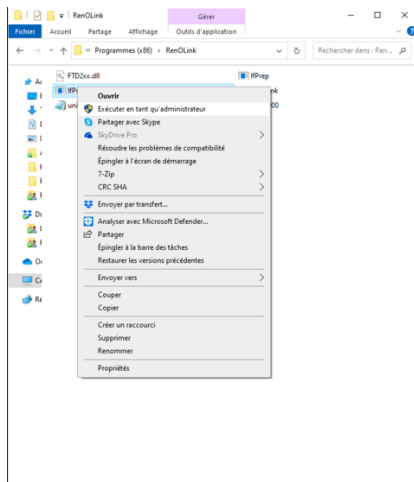 RenOLink
Gérer
Fichier
Accueil
Partage
Affichage
Outils d'application
Programmes (x86)
RenOLink
Rechercher dans : Ren...
FTD2xx.dll
IfPrep
Ouvrir
Exécuter en tant qu'administrateur
Partager avec Skype
SkyDrive Pro
Résoudre les problèmes de compatibilité
Épingler à l'écran de démarrage
7-Zip
CRC SHA
Envoyer par transfert...
Analyser avec Microsoft Defender...
Partager
Épingler à la barre des tâches
Restaurer les versions précédentes
Envoyer vers
Couper
Copier
Créer un raccourci
Supprimer
Renommer
Propriétés